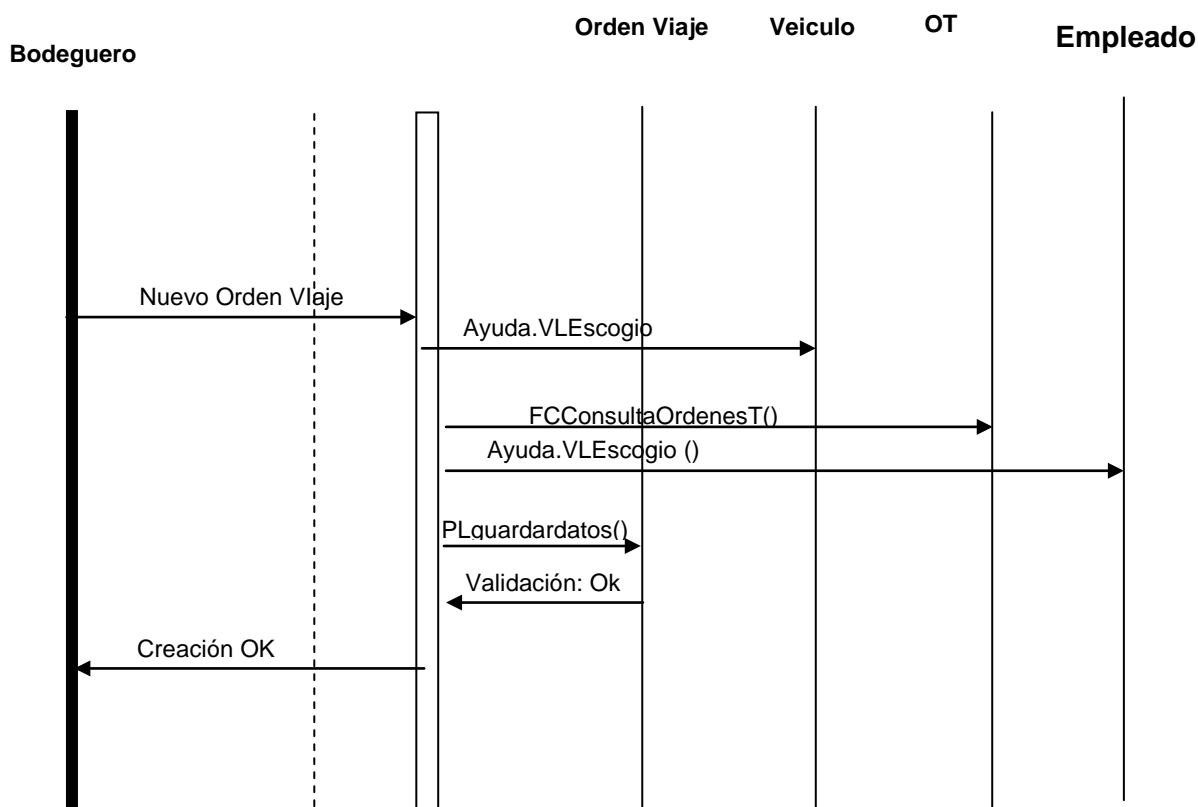 Bodeguero
Orden Viaje
Veiculo
OT
Empleado
Nuevo Orden VIaje
Ayuda.VLEscogio
FCConsultaOrdenesT()
Ayuda.VLEscogio ()
PLguardardatos()
Validación: Ok
Creación OK